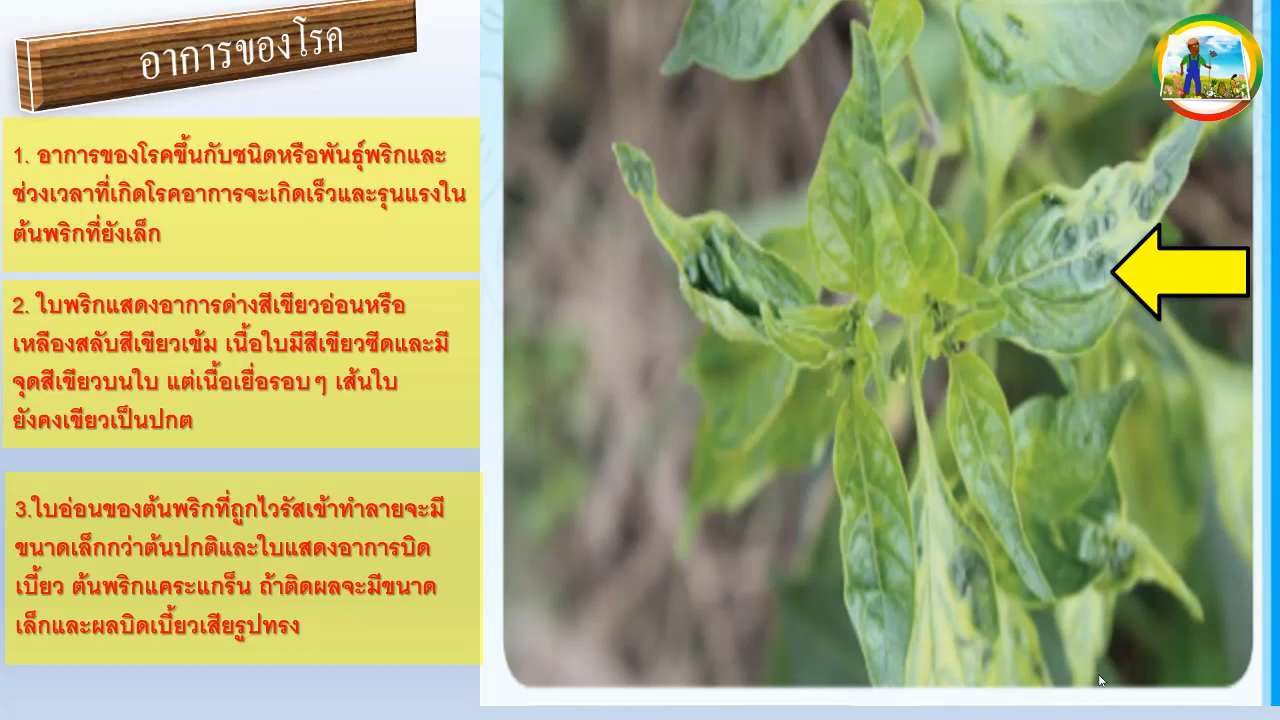 อาการของโรค
1. อาการของโรคขึ้นกับชนิดหรือพันธุ์พริกและ
ช่วงเวลาที่เกิดโรคอาการจะเกิดเร็วและรุนแรงใน
ต้นพริกที่ยังเล็ก
2. ใบพริกแสดงอาการด่างสีเขียวอ่อนหรือ
เหลืองสลับสีเขียวเข้ม เนื้อใบมีสีเขียวซีดและมี
จุดสีเขียวบนใบ แต่เนื้อเยื่อรอบๆ เส้นใบ
ยังคงเขียวเป็นปกต
3.ใบอ่อนของต้นพริกที่ถูกไวรัสเข้าทำลายจะมี
ขนาดเล็กกว่าต้นปกติและใบแสดงอาการบิด
เบี้ยว ต้นพริกแคระแกร็น ถ้าติดผลจะมีขนาด
เล็กและผลบิดเบี้ยวเสียรูปทรง